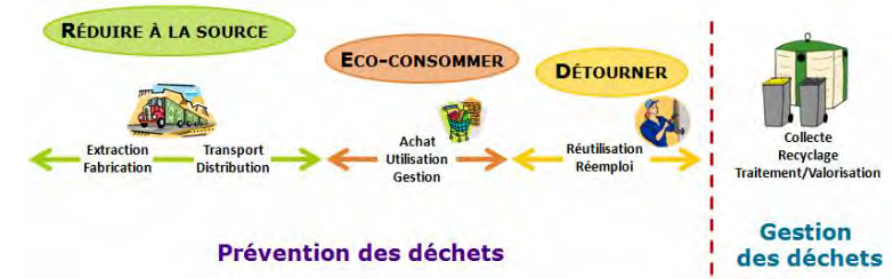 RÉDUIRE À LA SOURCE
ECO-CONSOMMER
DÉTOURNER
Extraction
Fabrication
Transport
Distribution
Achat
Utilisation
Gestion
Réutilisation
Réemploi
Collecte
Recyclage
Traitement/Valorisation
Prévention des déchets
Gestion
des déchets